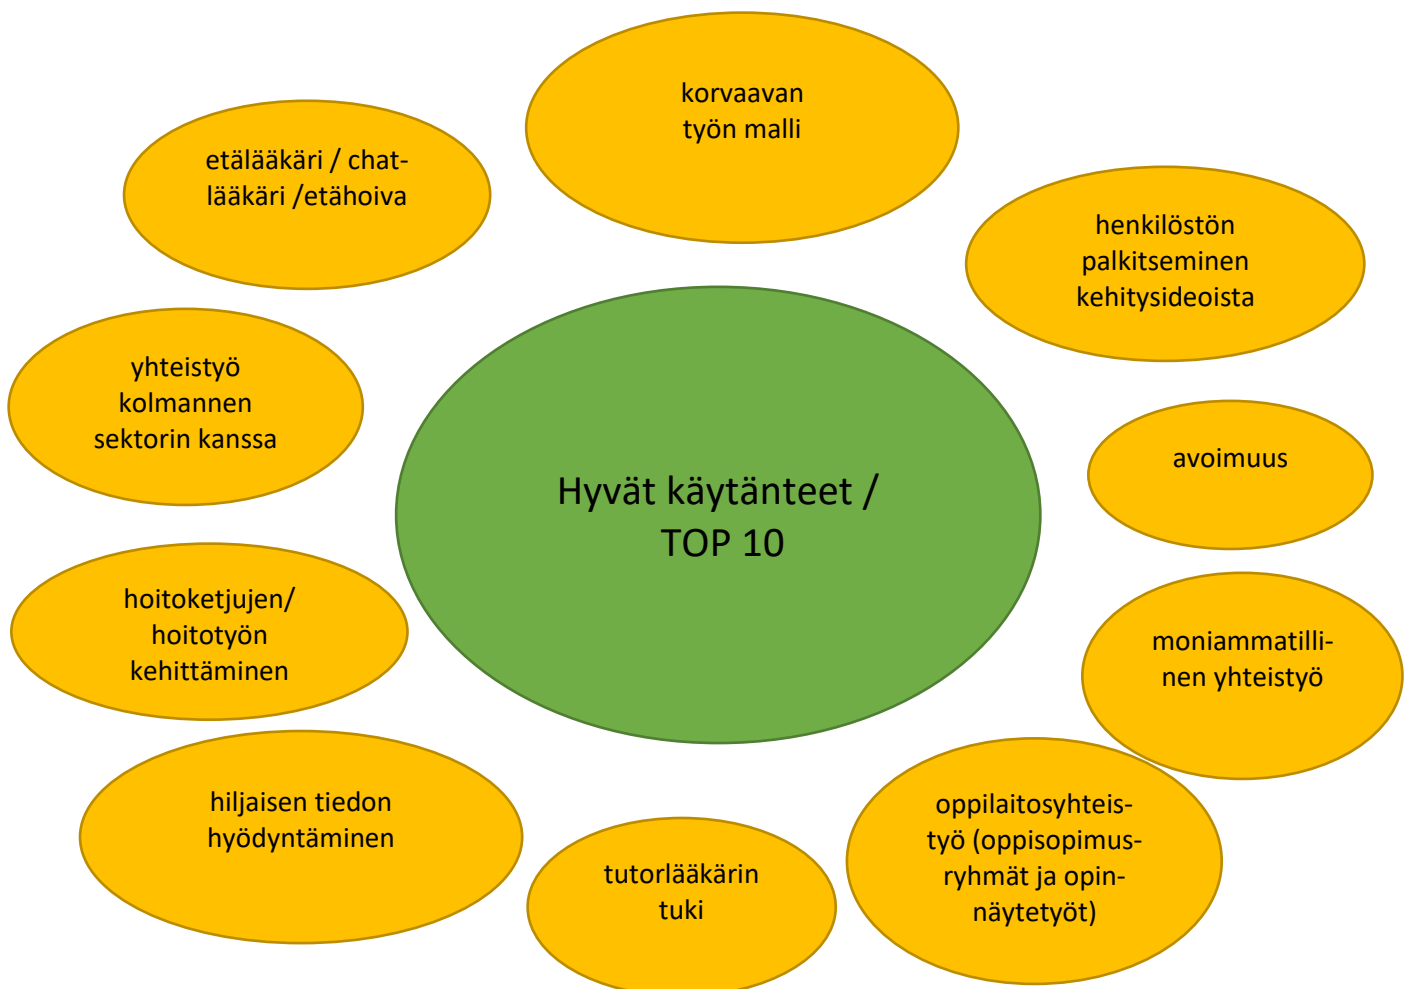 korvaavan
työn malli
etälääkäri / chat-
lääkäri /etähoiva
henkilöstön
palkitseminen
kehitysideoista
yhteistyö
kolmannen
sektorin kanssa
avoimuus
Hyvät käytänteet /
TOP 10
hoitoketjujen/
hoitotyön
kehittäminen
moniammatilli-
nen yhteistyö
hiljaisen tiedon
hyödyntäminen
oppilaitosyhteis-
työ (oppisopimus-
ryhmät ja opin-
näytetyöt)
tutorlääkärin
tuki